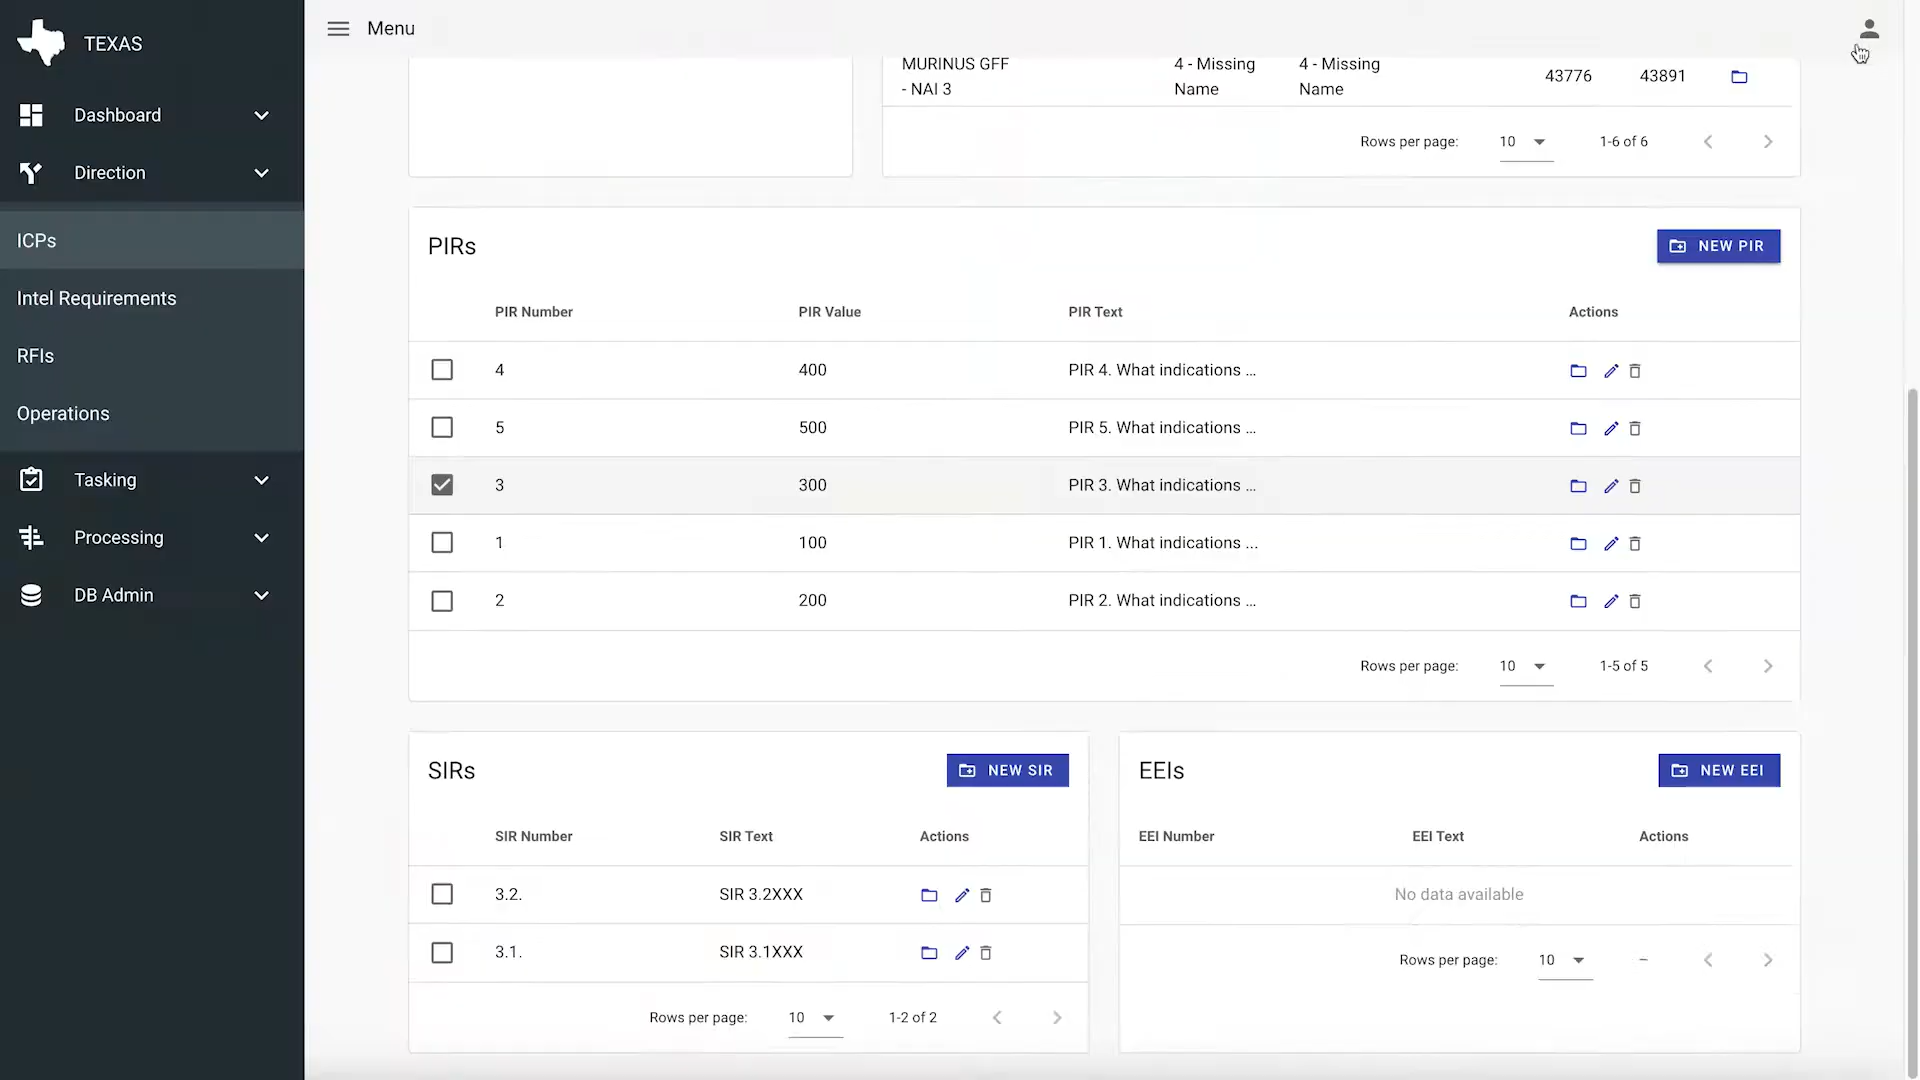 TEXAS
Menu
Dashboard
Direction
ICPs
Intel Requirements
RFIs
Operations
Tasking
Processing
DB Admin
MURINUS GFF
- NAI 3
4 - Missing
Name
4 - Missing
Name
43776
43891
Rows per page: 10 1-6 of 6
PIRs
NEW PIR
PIR Number PIR Value PIR Text Actions
4 400 PIR 4. What indications ...
5 500 PIR 5. What indications ...
3 300 PIR 3. What indications ...
1 100 PIR 1. What indications ...
2 200 PIR 2. What indications ...
Rows per page: 10 1-5 of 5
SIRs
NEW SIR
SIR Number SIR Text Actions
3.2. SIR 3.2XXX
3.1. SIR 3.1XXX
Rows per page: 10 1-2 of 2
EEIs
NEW EEI
EEI Number EEI Text Actions
No data available
Rows per page: 10 –